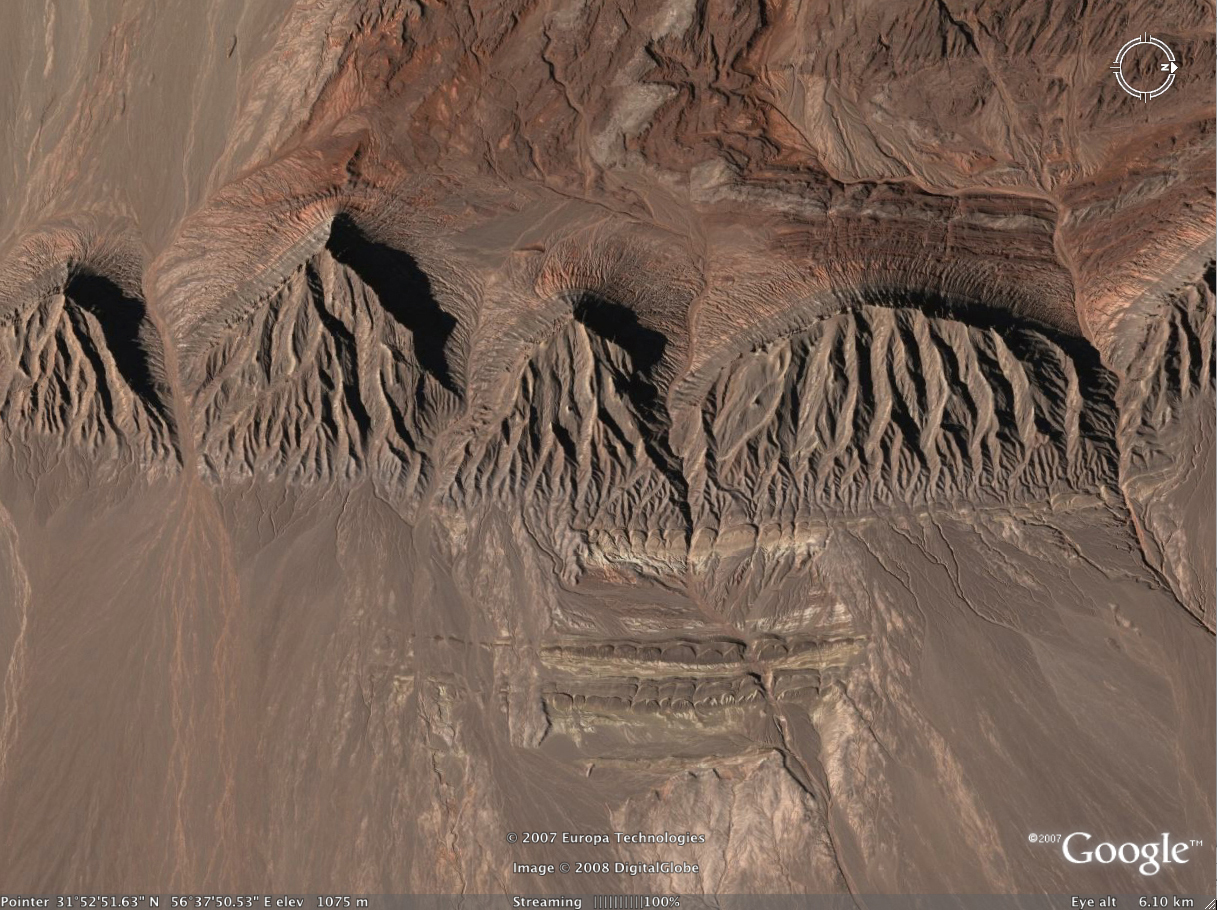 N
© 2007 Europa Technologies
Image © 2008 DigitalGlobe
©2007 Google™
Pointer 31°52'51.63" N 56°37'50.53" E elev 1075 m Streaming ||||||||||100% Eye alt 6.10 km